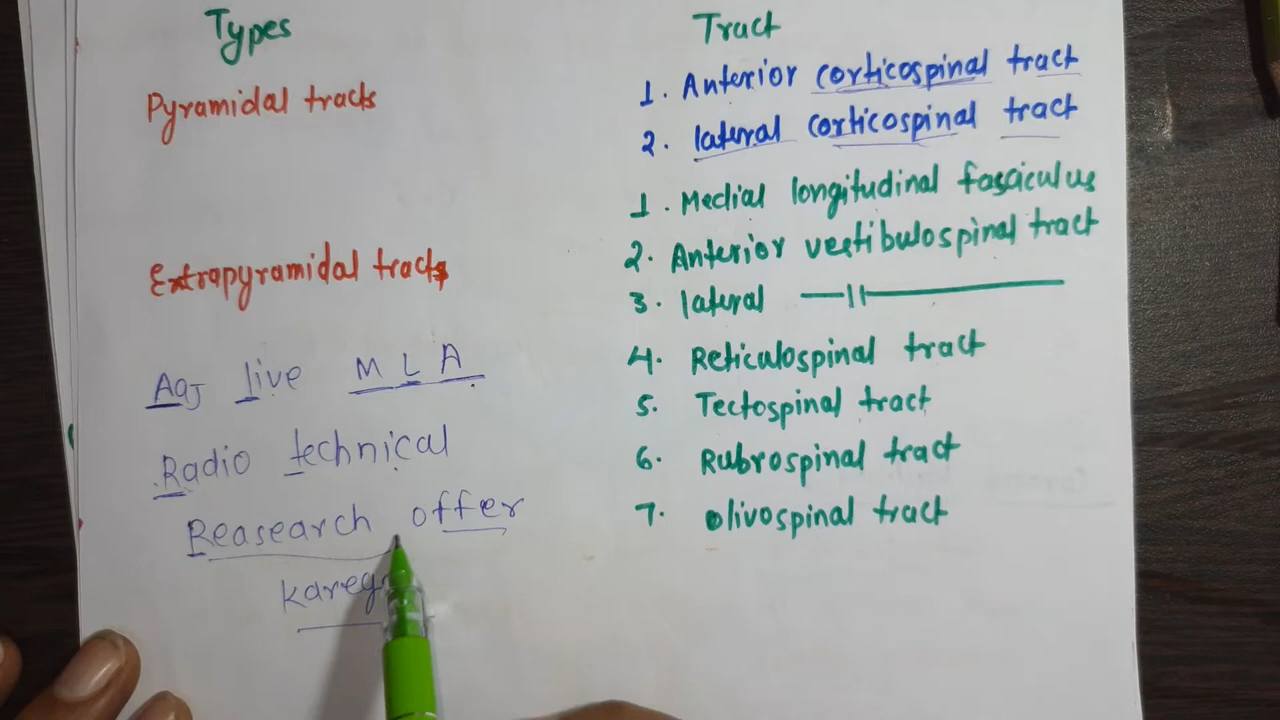 Types
Tract
Pyramidal tracts
1. Anterior corticospinal tract
2. lateral corticospinal tract
Extrapyramidal tracts
1. Medial longitudinal fasciculus
2. Anterior vestibulospinal tract
3. lateral —||—
4. Reticulospinal tract
5. Tectospinal tract
6. Rubrospinal tract
7. olivospinal tract
Aaj live MLA
Radio technical
Reasearch offer